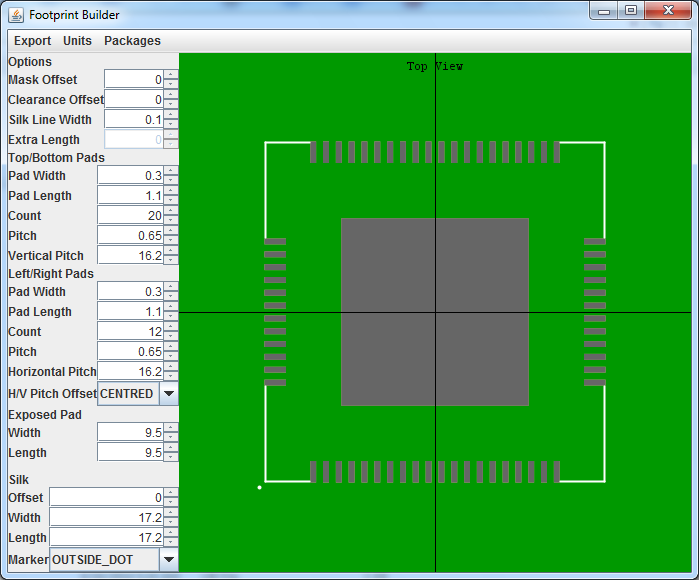 Footprint Builder
Export Units Packages
Options
Mask Offset 0
Clearance Offset 0
Silk Line Width 0.1
Extra Length 0
Top/Bottom Pads
Pad Width 0.3
Pad Length 1.1
Count 20
Pitch 0.65
Vertical Pitch 16.2
Left/Right Pads
Pad Width 0.3
Pad Length 1.1
Count 12
Pitch 0.65
Horizontal Pitch 16.2
H/V Pitch Offset CENTRED
Exposed Pad
Width 9.5
Length 9.5
Silk
Offset 0
Width 17.2
Length 17.2
Marker OUTSIDE_DOT
Top View